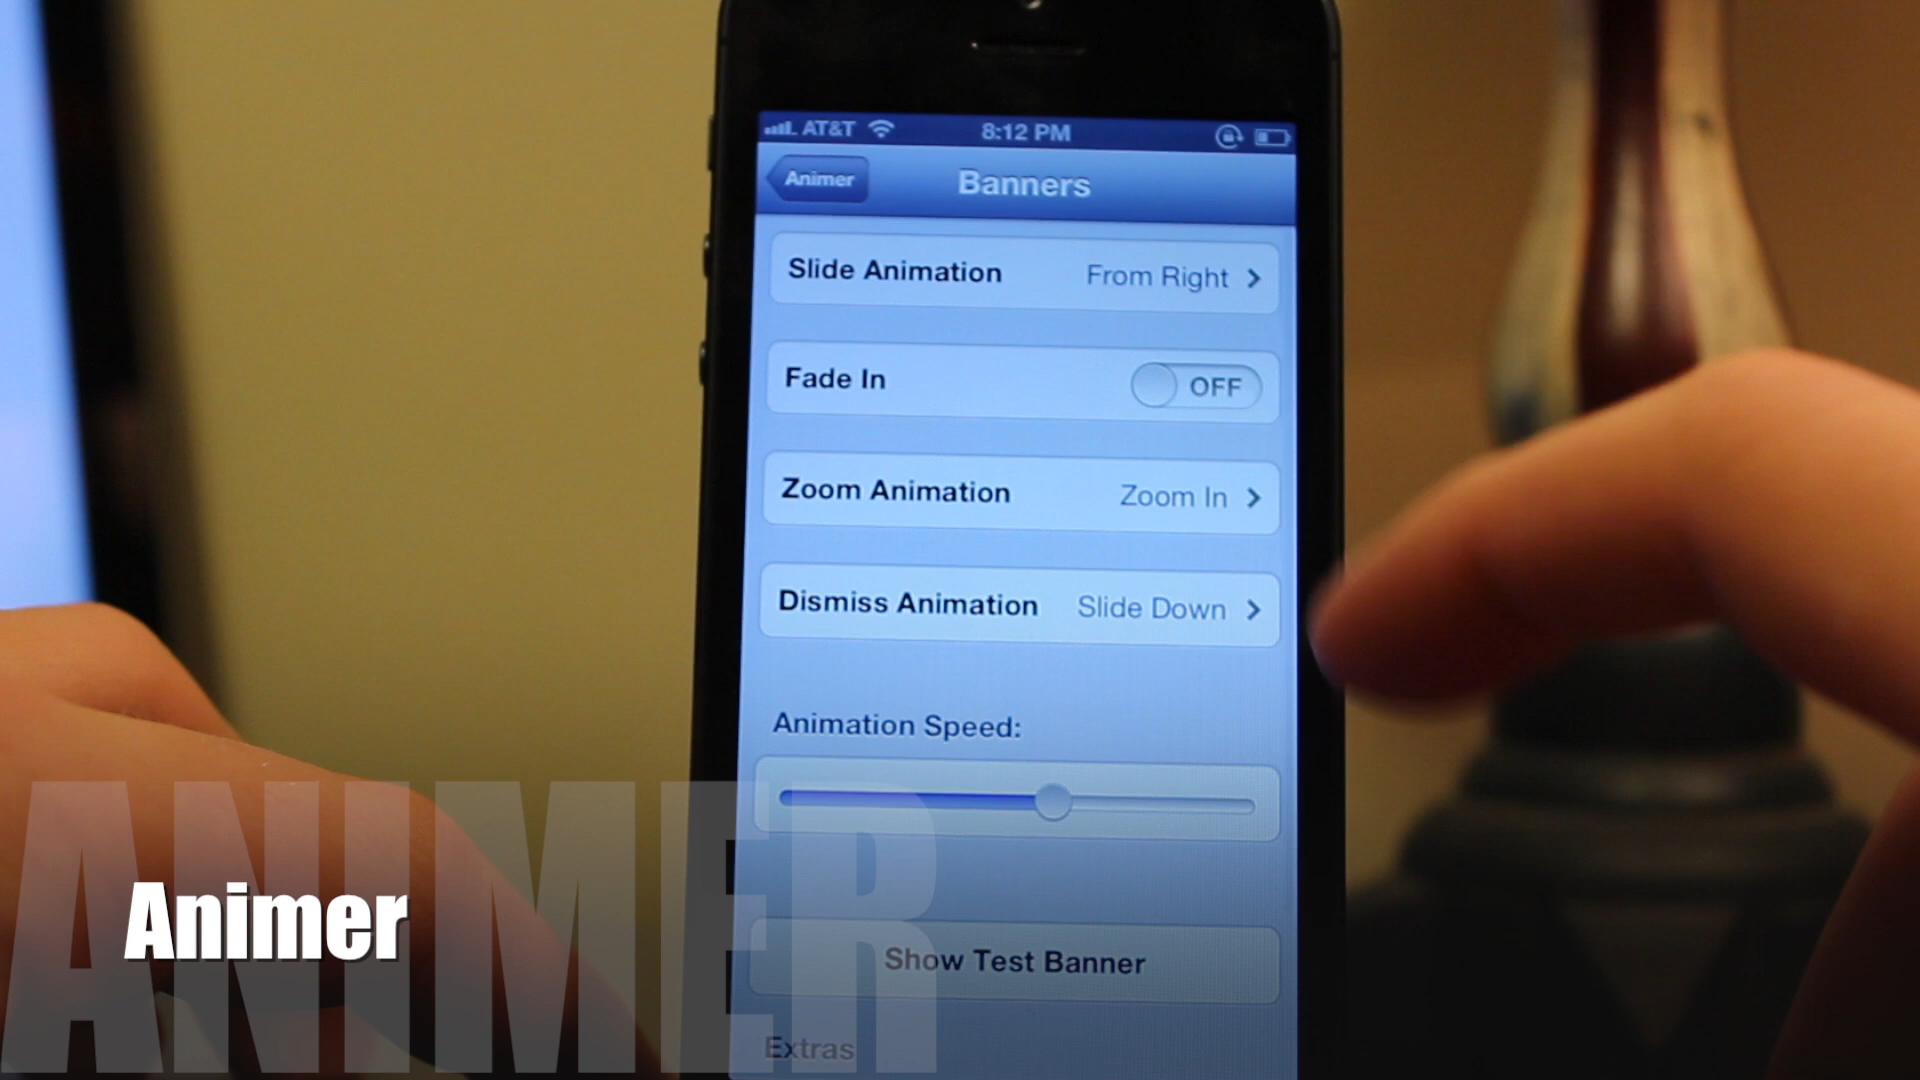 AT&T 8:12 PM
Animer Banners
Slide Animation From Right
Fade In OFF
Zoom Animation Zoom In
Dismiss Animation Slide Down
Animation Speed:
Show Test Banner
Extras
ANIMER
Animer